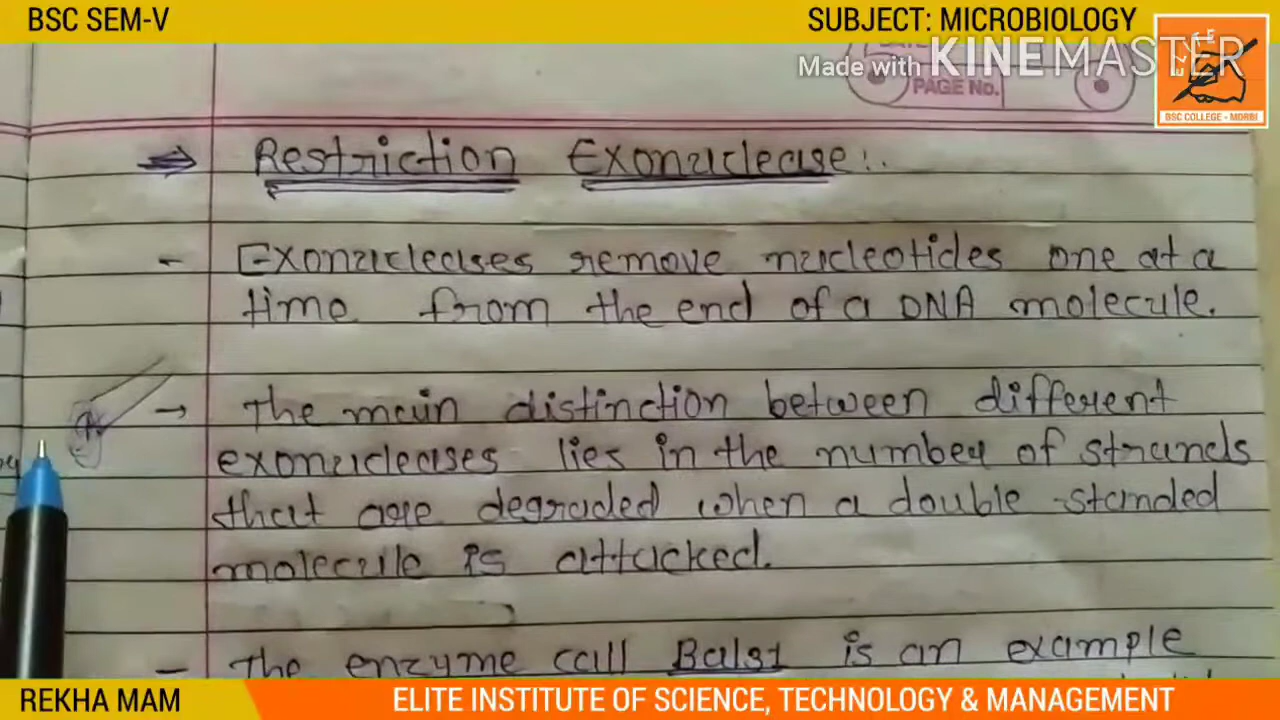 BSC SEM-V
SUBJECT: MICROBIOLOGY
Made with KINEMASTER
PAGE No.
BSC COLLEGE - MORBI
Restriction Exonuclease:.
- Exonucleases remove nucleotides one at a
time from the end of a DNA molecule.
→ The main distinction between different
exonucleases lies in the number of strands
that are degraded when a double-standed
molecule is attacked.
- The enzyme call Bal31 is an example
REKHA MAM
ELITE INSTITUTE OF SCIENCE, TECHNOLOGY & MANAGEMENT